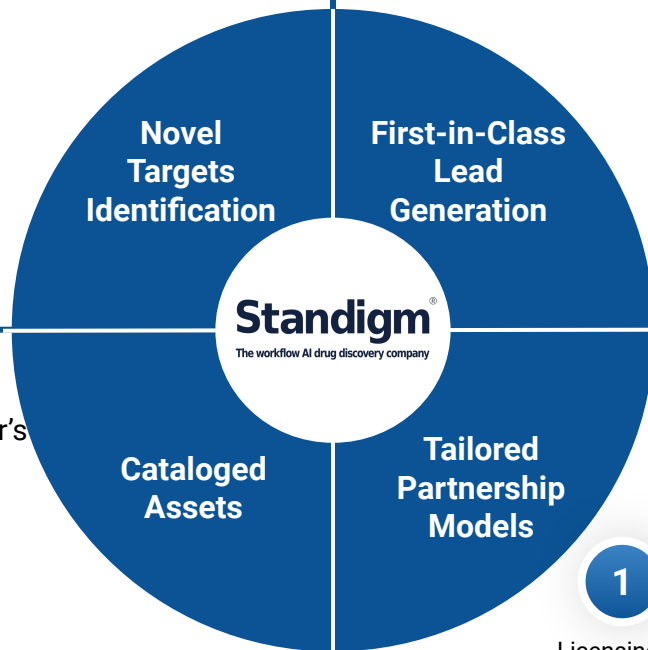 Novel
Targets
Identification
First-in-Class
Lead
Generation
Standigm®
The workflow AI drug discovery company
r's
Cataloged
Assets
Tailored
Partnership
Models
1